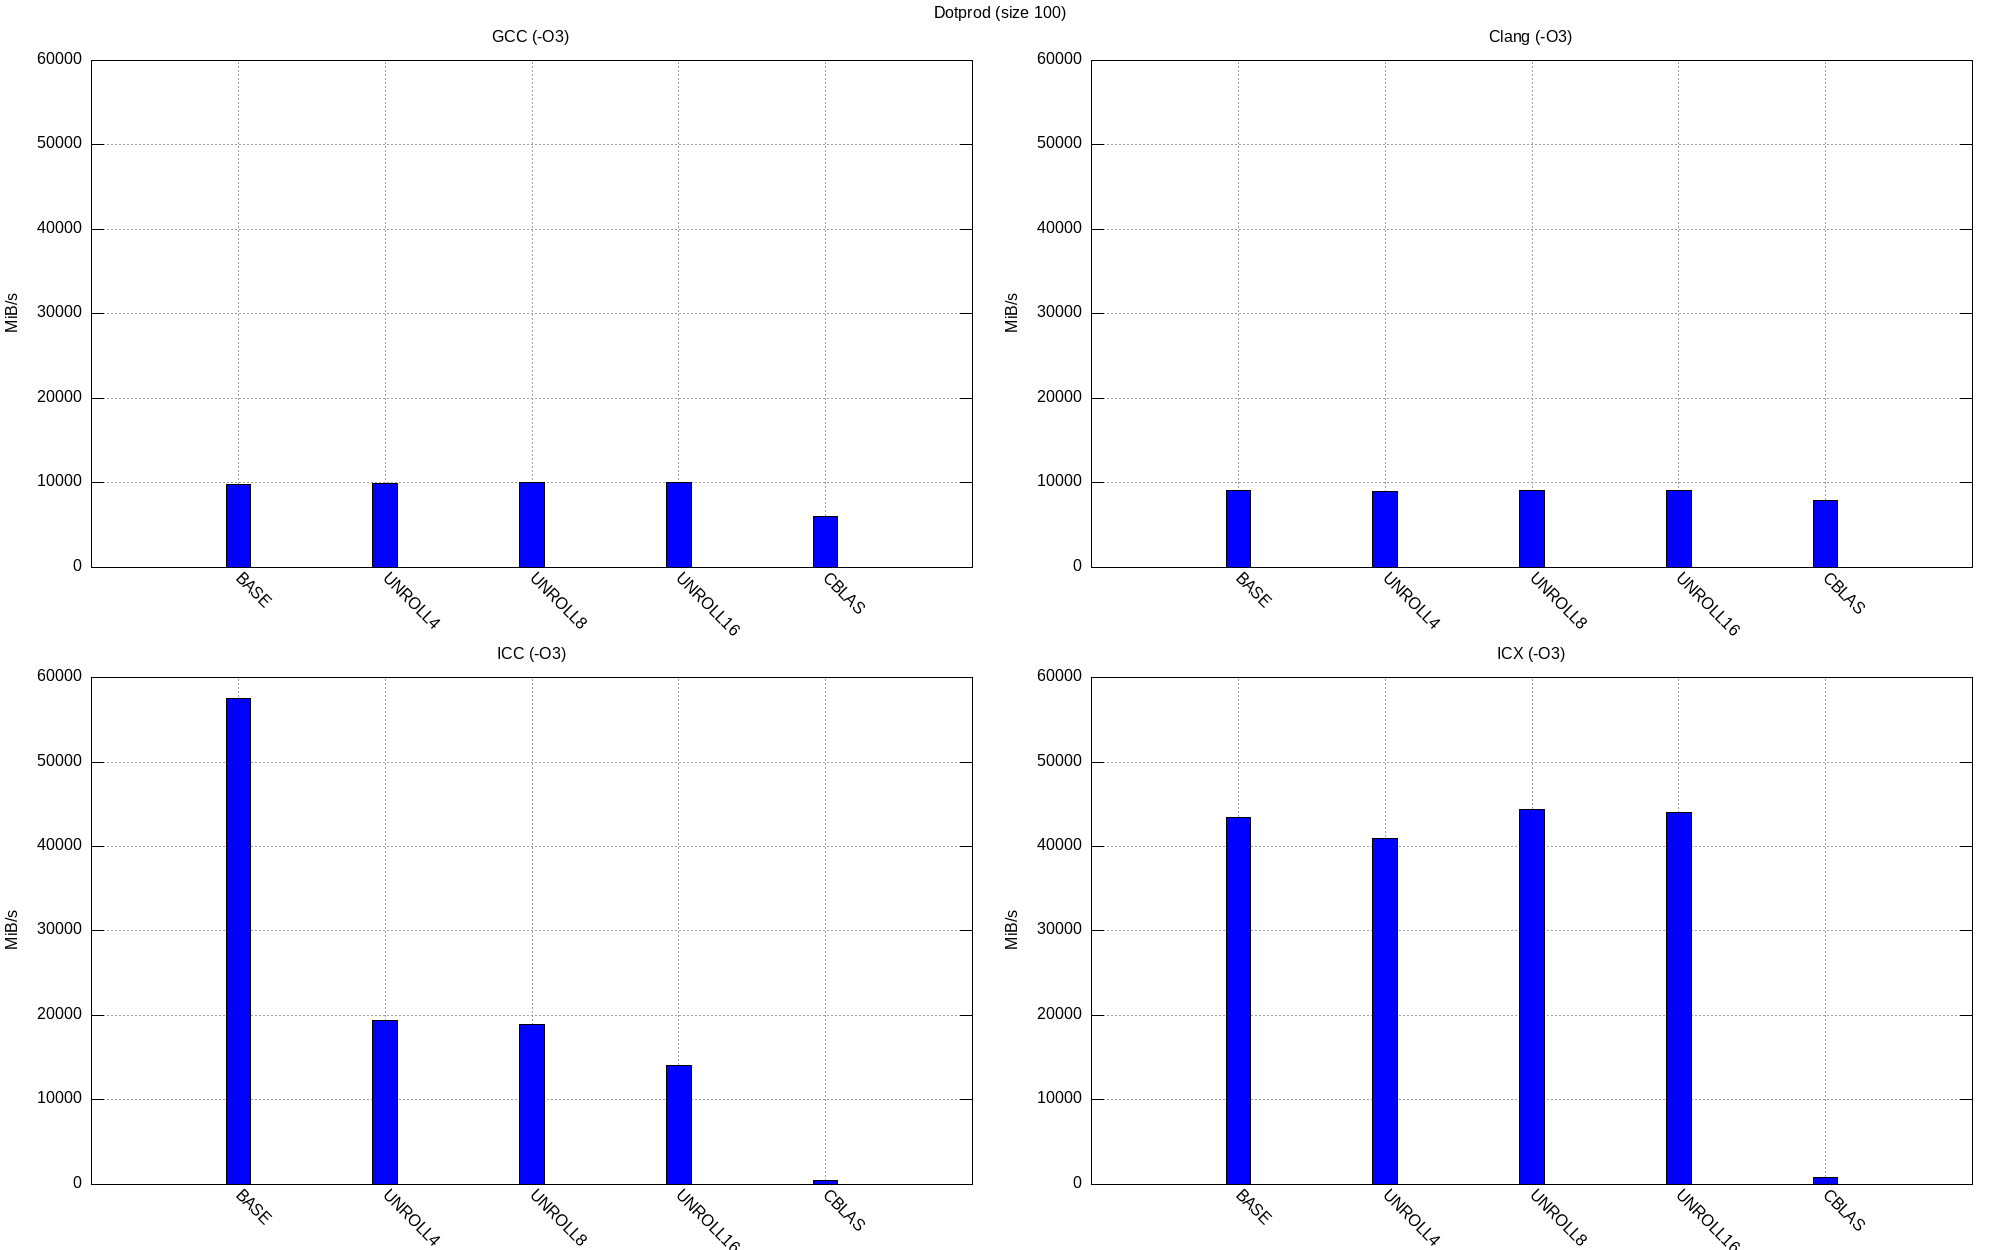 Dotprod (size 100)
GCC (-O3)
60000
50000
40000
30000
20000
10000
0
MiB/s
BASE
UNROLL4
UNROLL8
UNROLL16
CBLAS
Clang (-O3)
60000
50000
40000
30000
20000
10000
0
MiB/s
BASE
UNROLL4
UNROLL8
UNROLL16
CBLAS
ICC (-O3)
60000
50000
40000
30000
20000
10000
0
MiB/s
BASE
UNROLL4
UNROLL8
UNROLL16
CBLAS
ICX (-O3)
60000
50000
40000
30000
20000
10000
0
MiB/s
BASE
UNROLL4
UNROLL8
UNROLL16
CBLAS